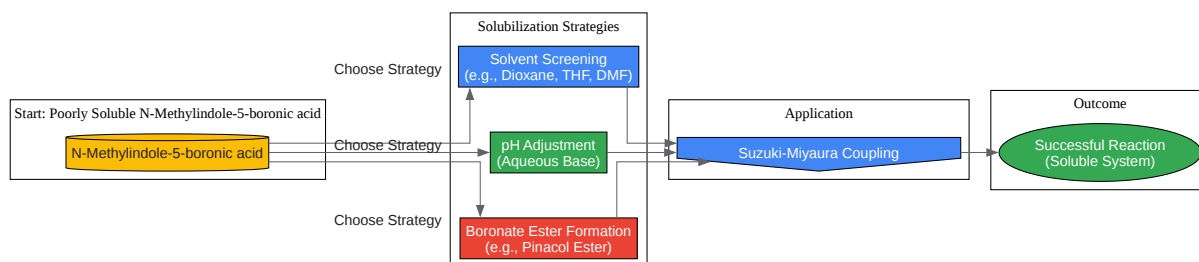 Start: Poorly Soluble N-Methylindole-5-boronic acid
N-Methylindole-5-boronic acid
Choose Strategy
Choose Strategy
Choose Strategy
Solubilization Strategies
Solvent Screening
(e.g., Dioxane, THF, DMF)
pH Adjustment
(Aqueous Base)
Boronate Ester Formation
(e.g., Pinacol Ester)
Application
Suzuki-Miyaura Coupling
Outcome
Successful Reaction
(Soluble System)